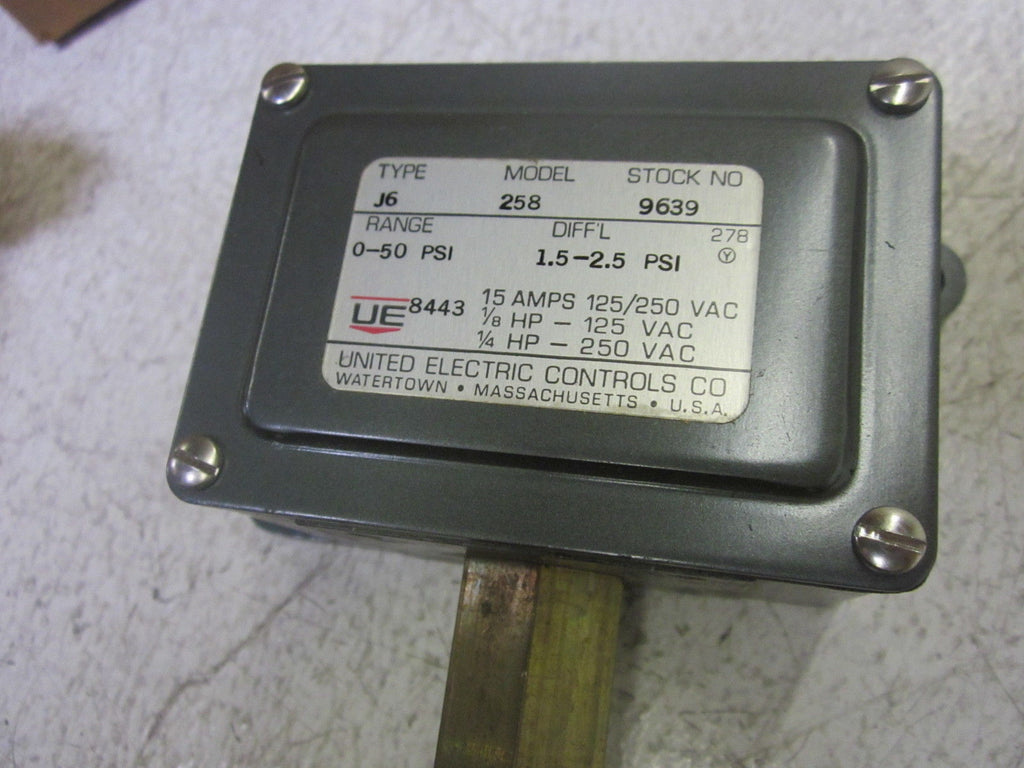 TYPE MODEL STOCK NO
J6 258 9639
RANGE DIFF'L 278
0-50 PSI 1.5-2.5 PSI Y
UE 8443 15 AMPS 125/250 VAC
1/8 HP - 125 VAC
1/4 HP - 250 VAC
UNITED ELECTRIC CONTROLS CO
WATERTOWN • MASSACHUSETTS • U.S.A.